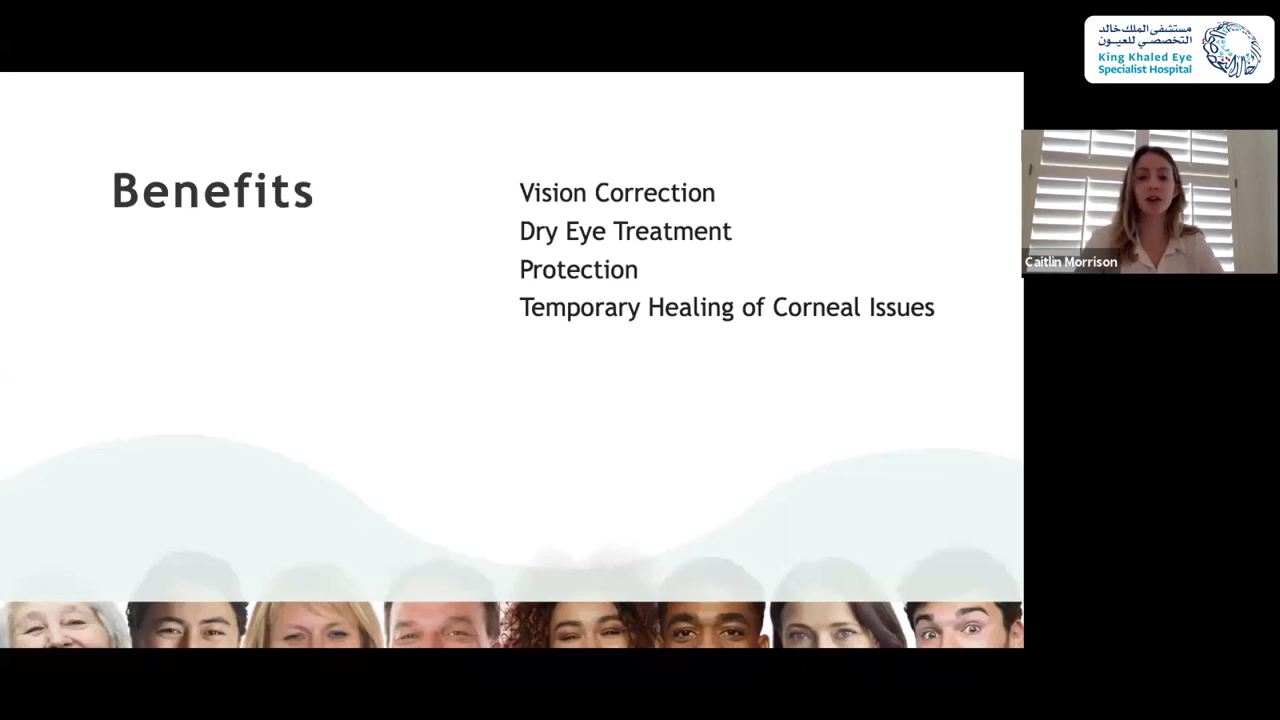 مستشفى الملك خالد
التخصصي للعيون
King Khaled Eye
Specialist Hospital
Benefits
Vision Correction
Dry Eye Treatment
Protection
Temporary Healing of Corneal Issues
Caitlin Morrison